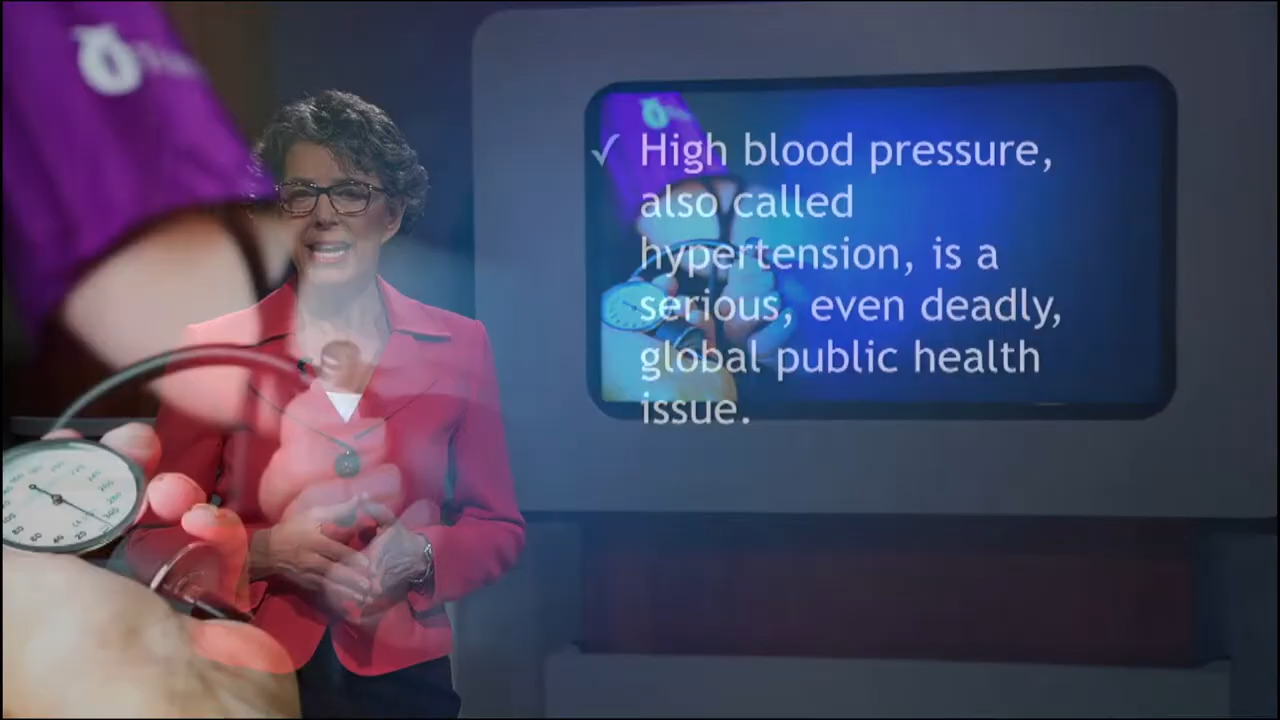 √ High blood pressure,
also called
hypertension, is a
serious, even deadly,
global public health
issue.